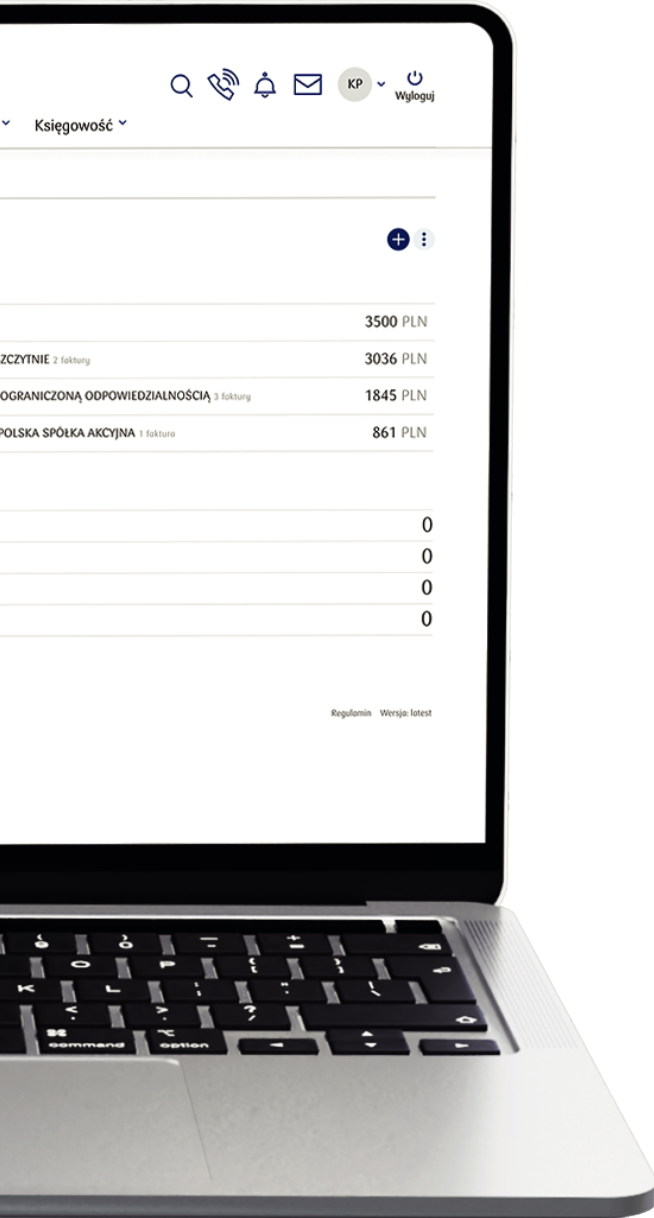 KP
Wyloguj
Księgowość
3500 PLN
ZCZYTNIE 2 faktury 3036 PLN
OGRANICZONĄ ODPOWIEDZIALNOŚCIĄ 3 faktury 1845 PLN
POLSKA SPÓŁKA AKCYJNA 1 faktura 861 PLN
0
0
0
0
Regulamin Wersja: latest
- +
=
O P { }
[ ]
K L : "
; '
< > ?
command option